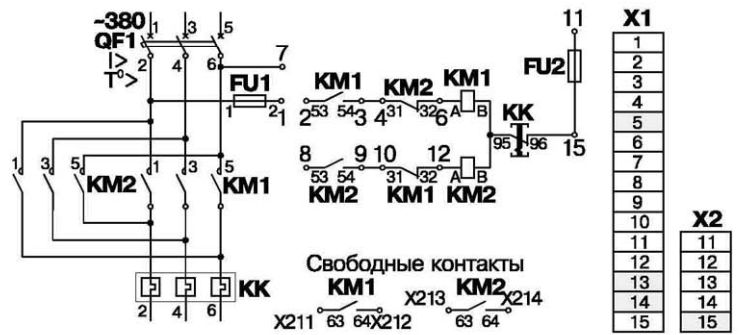 ~380
QF1
I>
T°>
1 3 5
2 4 6
7
FU1
1 2 1
KM1
2 53 54 3
KM2
4 31 32 6
KM1
A B
KK
95 96
FU2
11
15
8 53 54 9
KM2
10 31 32 12
KM1
A B
KM2
1 3 5
KM2
1 3 5
KM1
KK
2 4 6
Свободные контакты
KM1
X211 63 64 X212
KM2
X213 63 64 X214
X1
1
2
3
4
5
6
7
8
9
10
11
12
13
14
15
X2
11
12
13
14
15